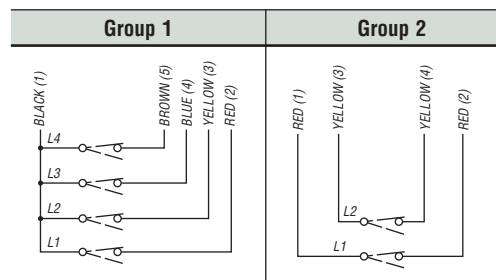 Group 1
Group 2
BLACK (1)
BROWN (5)
BLUE (4)
YELLOW (3)
RED (2)
L4
L3
L2
L1
RED (1)
YELLOW (3)
YELLOW (4)
RED (2)
L2
L1